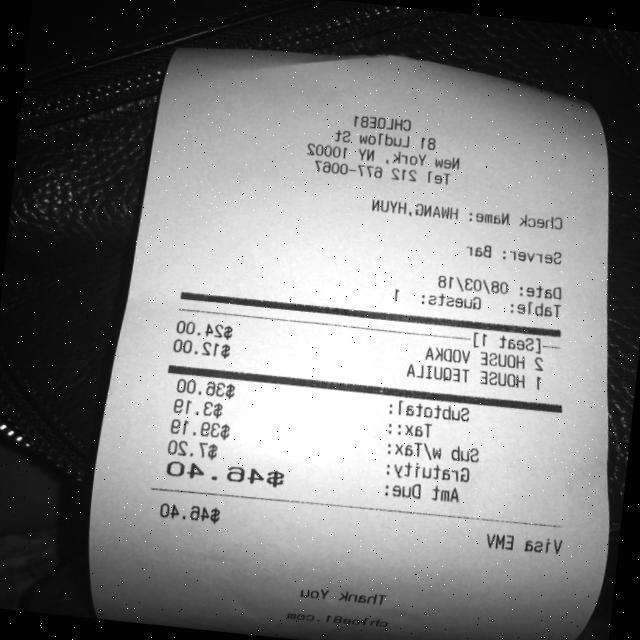 CHLOE81
81 Ludlow St
New York, NY 10002
Tel 212 677-0067
Check Name: HWANG,HYUN
Server: Bar
Date: 08/03/18
Table: Guests: 1
[Seat 1]
2 HOUSE VODKA $24.00
1 HOUSE TEQUILA $12.00
Subtotal: $36.00
Tax:: $3.19
Sub w/Tax: $39.19
Gratuity: $7.20
Amt Due: $46.40
Visa EMV $46.40
Thank You
chloe81.com